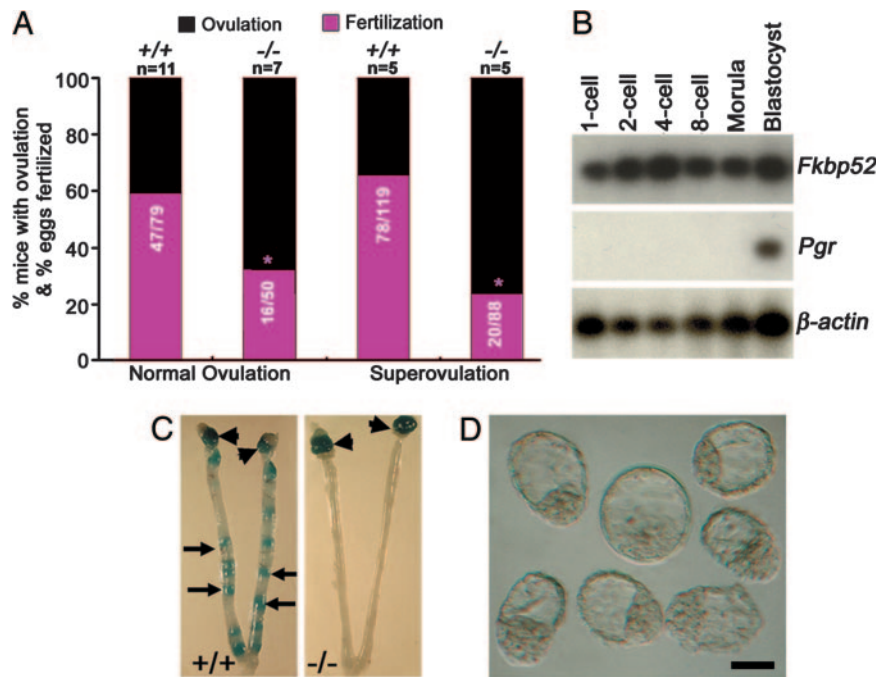 A
Ovulation
Fertilization
+/+
-/-
+/+
-/-
n=11
n=7
n=5
n=5
% mice with ovulation
& % eggs fertilized
100
80
60
40
20
0
47/79
*
16/50
78/119
*
20/88
Normal Ovulation
Superovulation
B
1-cell
2-cell
4-cell
8-cell
Morula
Blastocyst
Fkbp52
Pgr
β-actin
C
+/+
-/-
D